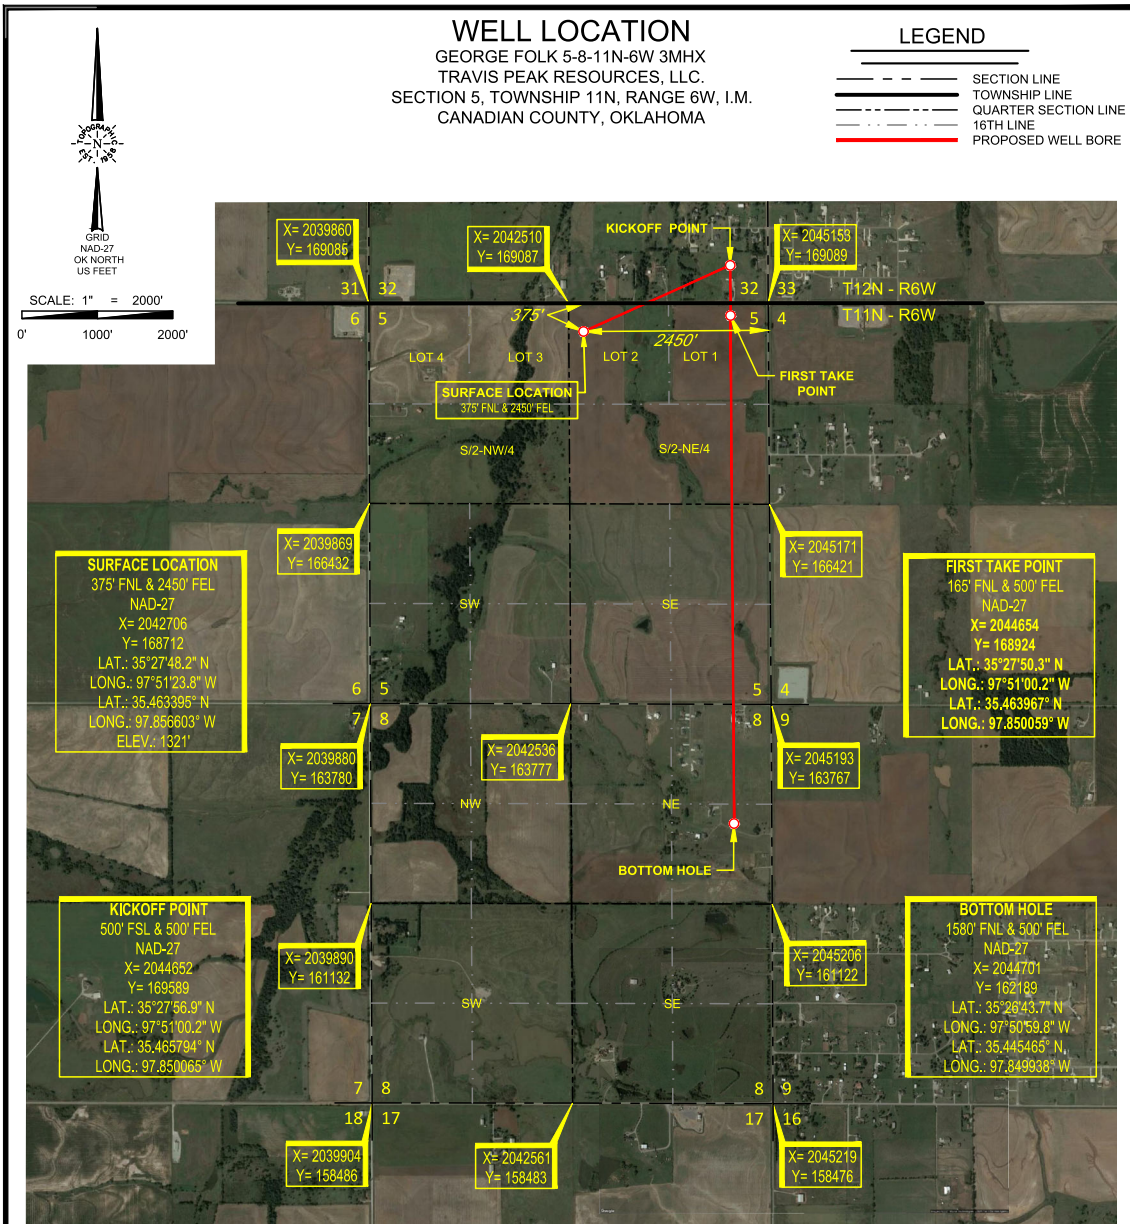 WELL LOCATION
GEORGE FOLK 5-8-11N-6W 3MHX
TRAVIS PEAK RESOURCES, LLC.
SECTION 5, TOWNSHIP 11N, RANGE 6W, I.M.
CANADIAN COUNTY, OKLAHOMA
LEGEND
SECTION LINE
TOWNSHIP LINE
QUARTER SECTION LINE
16TH LINE
PROPOSED WELL BORE
TOPOGRAPHIC
N
EST. 1958
GRID
NAD-27
OK NORTH
US FEET
SCALE: 1" = 2000'
0' 1000' 2000'
X= 2039860
Y= 169085
X= 2042510
Y= 169087
KICKOFF POINT
X= 2045153
Y= 169089
31 32
32 33
T12N - R6W
6 5
375'
5 4
T11N - R6W
2450'
LOT 4
LOT 3
LOT 2
LOT 1
FIRST TAKE
POINT
SURFACE LOCATION
375' FNL & 2450' FEL
S/2-NW/4
S/2-NE/4
X= 2039869
Y= 166432
X= 2045171
Y= 166421
SURFACE LOCATION
375' FNL & 2450' FEL
NAD-27
X= 2042706
Y= 168712
LAT.: 35°27'48.2" N
LONG.: 97°51'23.8" W
LAT.: 35.463395° N
LONG.: 97.856603° W
ELEV.: 1321'
FIRST TAKE POINT
165' FNL & 500' FEL
NAD-27
X= 2044654
Y= 168924
LAT.: 35°27'50.3" N
LONG.: 97°51'00.2" W
LAT.: 35.463967° N
LONG.: 97.850059° W
SW
SE
6 5
5 4
7 8
8 9
X= 2039880
Y= 163780
X= 2042536
Y= 163777
X= 2045193
Y= 163767
NW
NE
BOTTOM HOLE
KICKOFF POINT
500' FSL & 500' FEL
NAD-27
X= 2044652
Y= 169589
LAT.: 35°27'56.9" N
LONG.: 97°51'00.2" W
LAT.: 35.465794° N
LONG.: 97.850065° W
X= 2039890
Y= 161132
X= 2045206
Y= 161122
BOTTOM HOLE
1580' FNL & 500' FEL
NAD-27
X= 2044701
Y= 162189
LAT.: 35°26'43.7" N
LONG.: 97°50'59.8" W
LAT.: 35.445465° N
LONG.: 97.849938° W
SW
SE
7 8
8 9
18 17
17 16
X= 2039904
Y= 158486
X= 2042561
Y= 158483
X= 2045219
Y= 158476